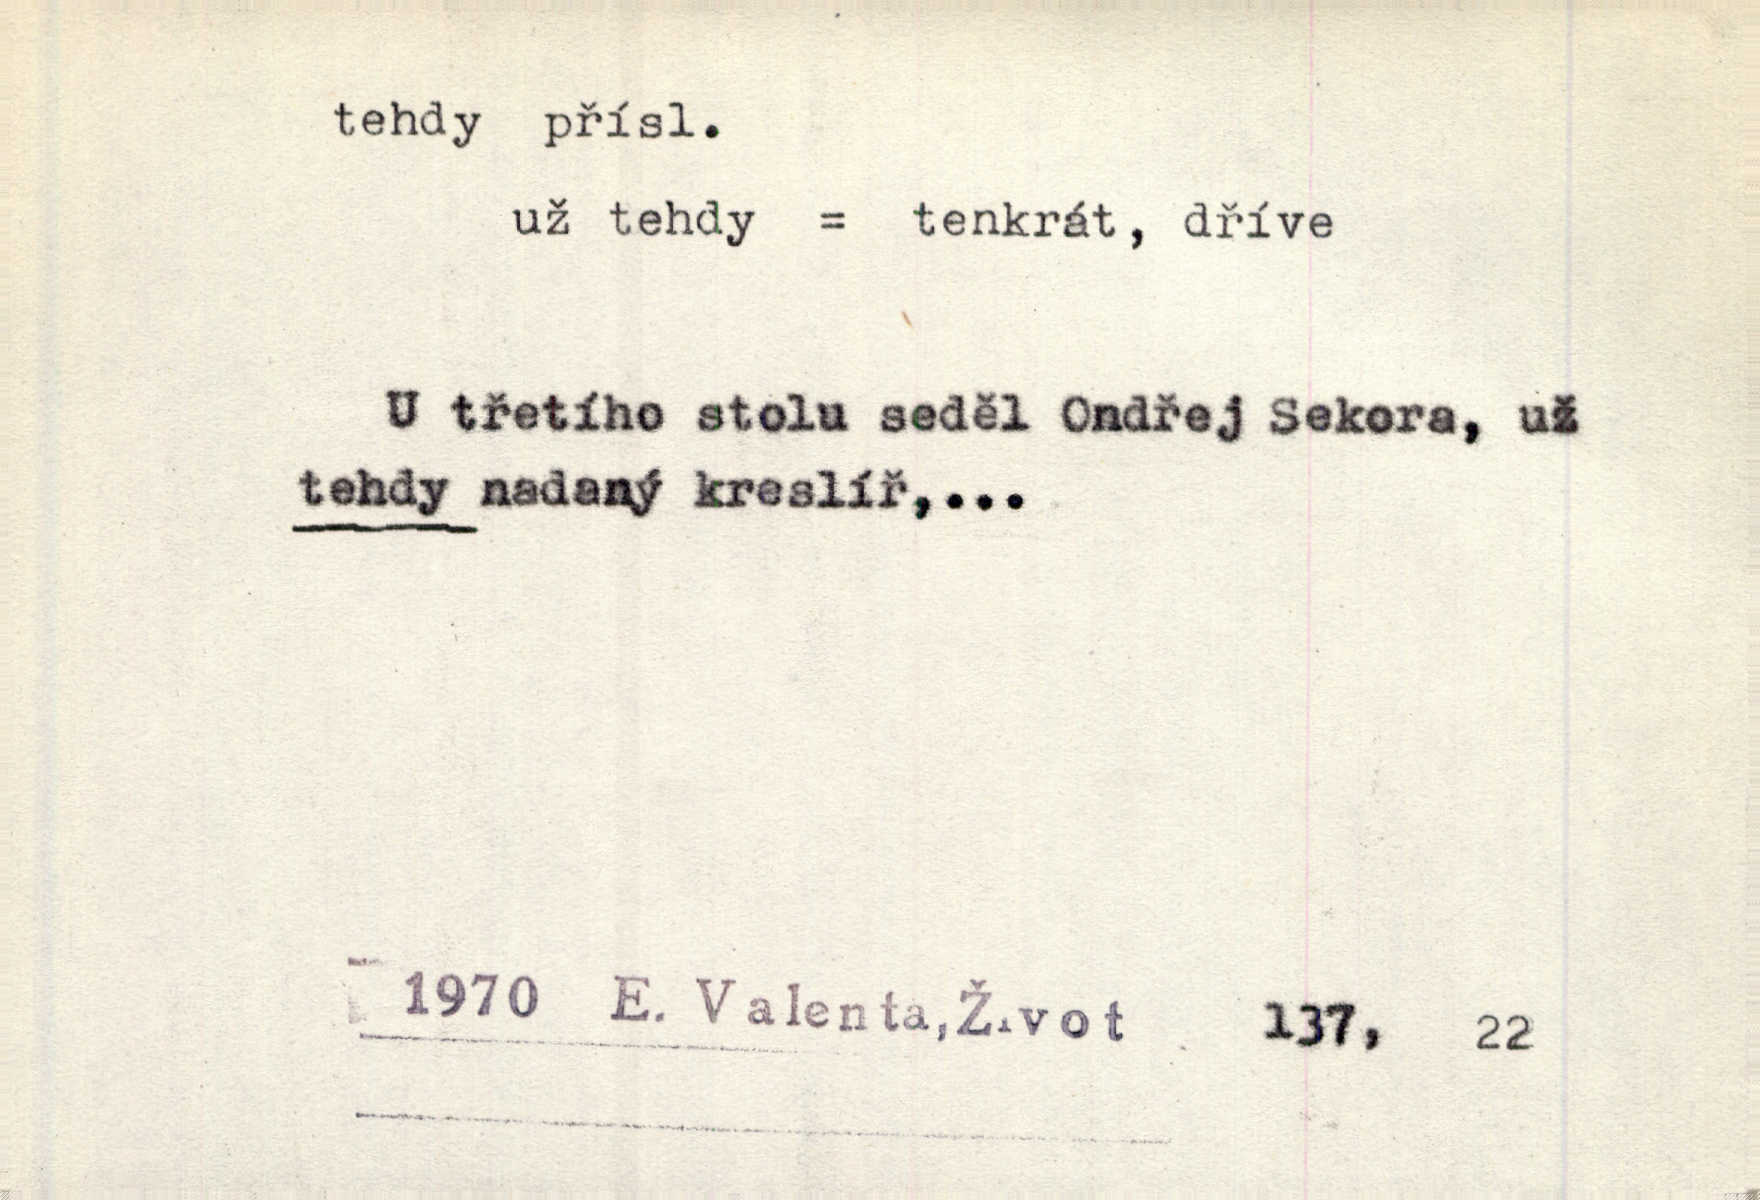 tehdy přísl.
už tehdy = tenkrát, dříve
U třetího stolu seděl Ondřej Sekora, už
tehdy nadaný kreslíř,...
1970 E. Valenta, Život 137, 22